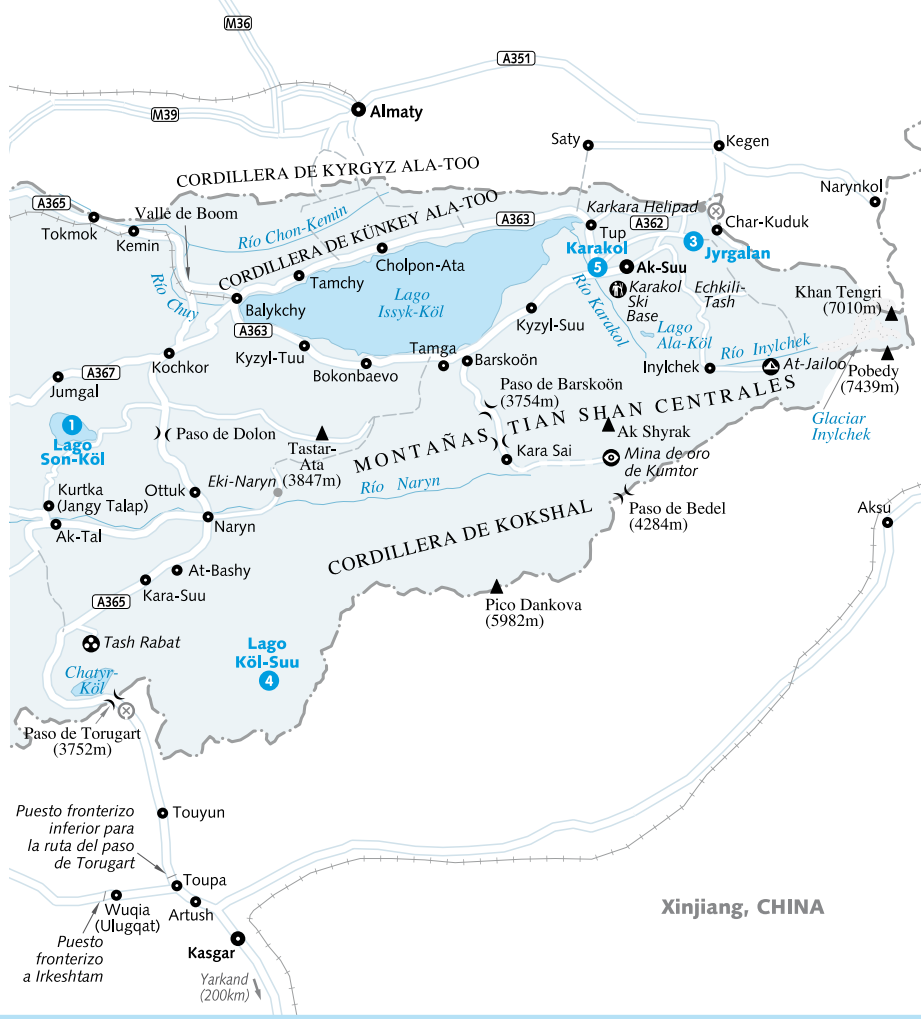 M36
A351
M39
Almaty
Saty
Kegen
CORDILLERA DE KYRGYZ ALA-TOO
Narynkol
A365
Valle de Boom
Tokmok
Kemin
Río Chon-Kemin
CORDILLERA DE KÜNKEY ALA-TOO
A363
Karkara Helipad
A362
Char-Kuduk
Tup
Karakol
3
Jyrgalan
5
Ak-Suu
Cholpon-Ata
Tamchy
Río Chuy
Lago
Issyk-Köl
Karakol
Ski
Base
Echkili-
Tash
Khan Tengri
(7010m)
Balykchy
A363
Kyzyl-Suu
Río Karakol
Lago
Ala-Köl
Río Inylchek
Kyzyl-Tuu
Tamga
Barskoön
Inylchek
At-Jailoo
Kochkor
Bokonbaevo
Pobedy
(7439m)
A367
Jumgal
Paso de Barskoön
(3754m)
MONTAÑAS TIAN SHAN CENTRALES
Glaciar
Inylchek
1
Lago
Son-Köl
Paso de Dolon
Tastar-
Ata
(3847m)
Ak Shyrak
Kara Sai
Mina de oro
de Kumtor
Eki-Naryn
Río Naryn
Kurtka
(Jangy Talap)
Ottuk
Naryn
Ak-Tal
CORDILLERA DE KOKSHAL
Paso de Bedel
(4284m)
Aksu
At-Bashy
Kara-Suu
A365
Pico Dankova
(5982m)
Tash Rabat
Lago
Köl-Suu
4
Chatyr-
Köl
Paso de Torugart
(3752m)
Puesto fronterizo
inferior para
la ruta del paso
de Torugart
Touyun
Toupa
Wuqia
(Ulugqat)
Artush
Puesto
fronterizo
a Irkeshtam
Kasgar
Yarkand
(200km)
Xinjiang, CHINA